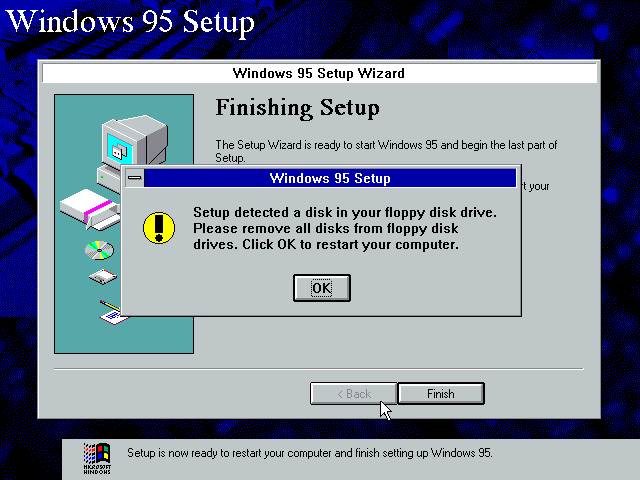 Windows 95 Setup
Windows 95 Setup Wizard
Finishing Setup
The Setup Wizard is ready to start Windows 95 and begin the last part of
Setup.
your
Windows 95 Setup
Setup detected a disk in your floppy disk drive.
Please remove all disks from floppy disk
drives. Click OK to restart your computer.
OK
< Back
Finish
MICROSOFT
WINDOWS
Setup is now ready to restart your computer and finish setting up Windows 95.